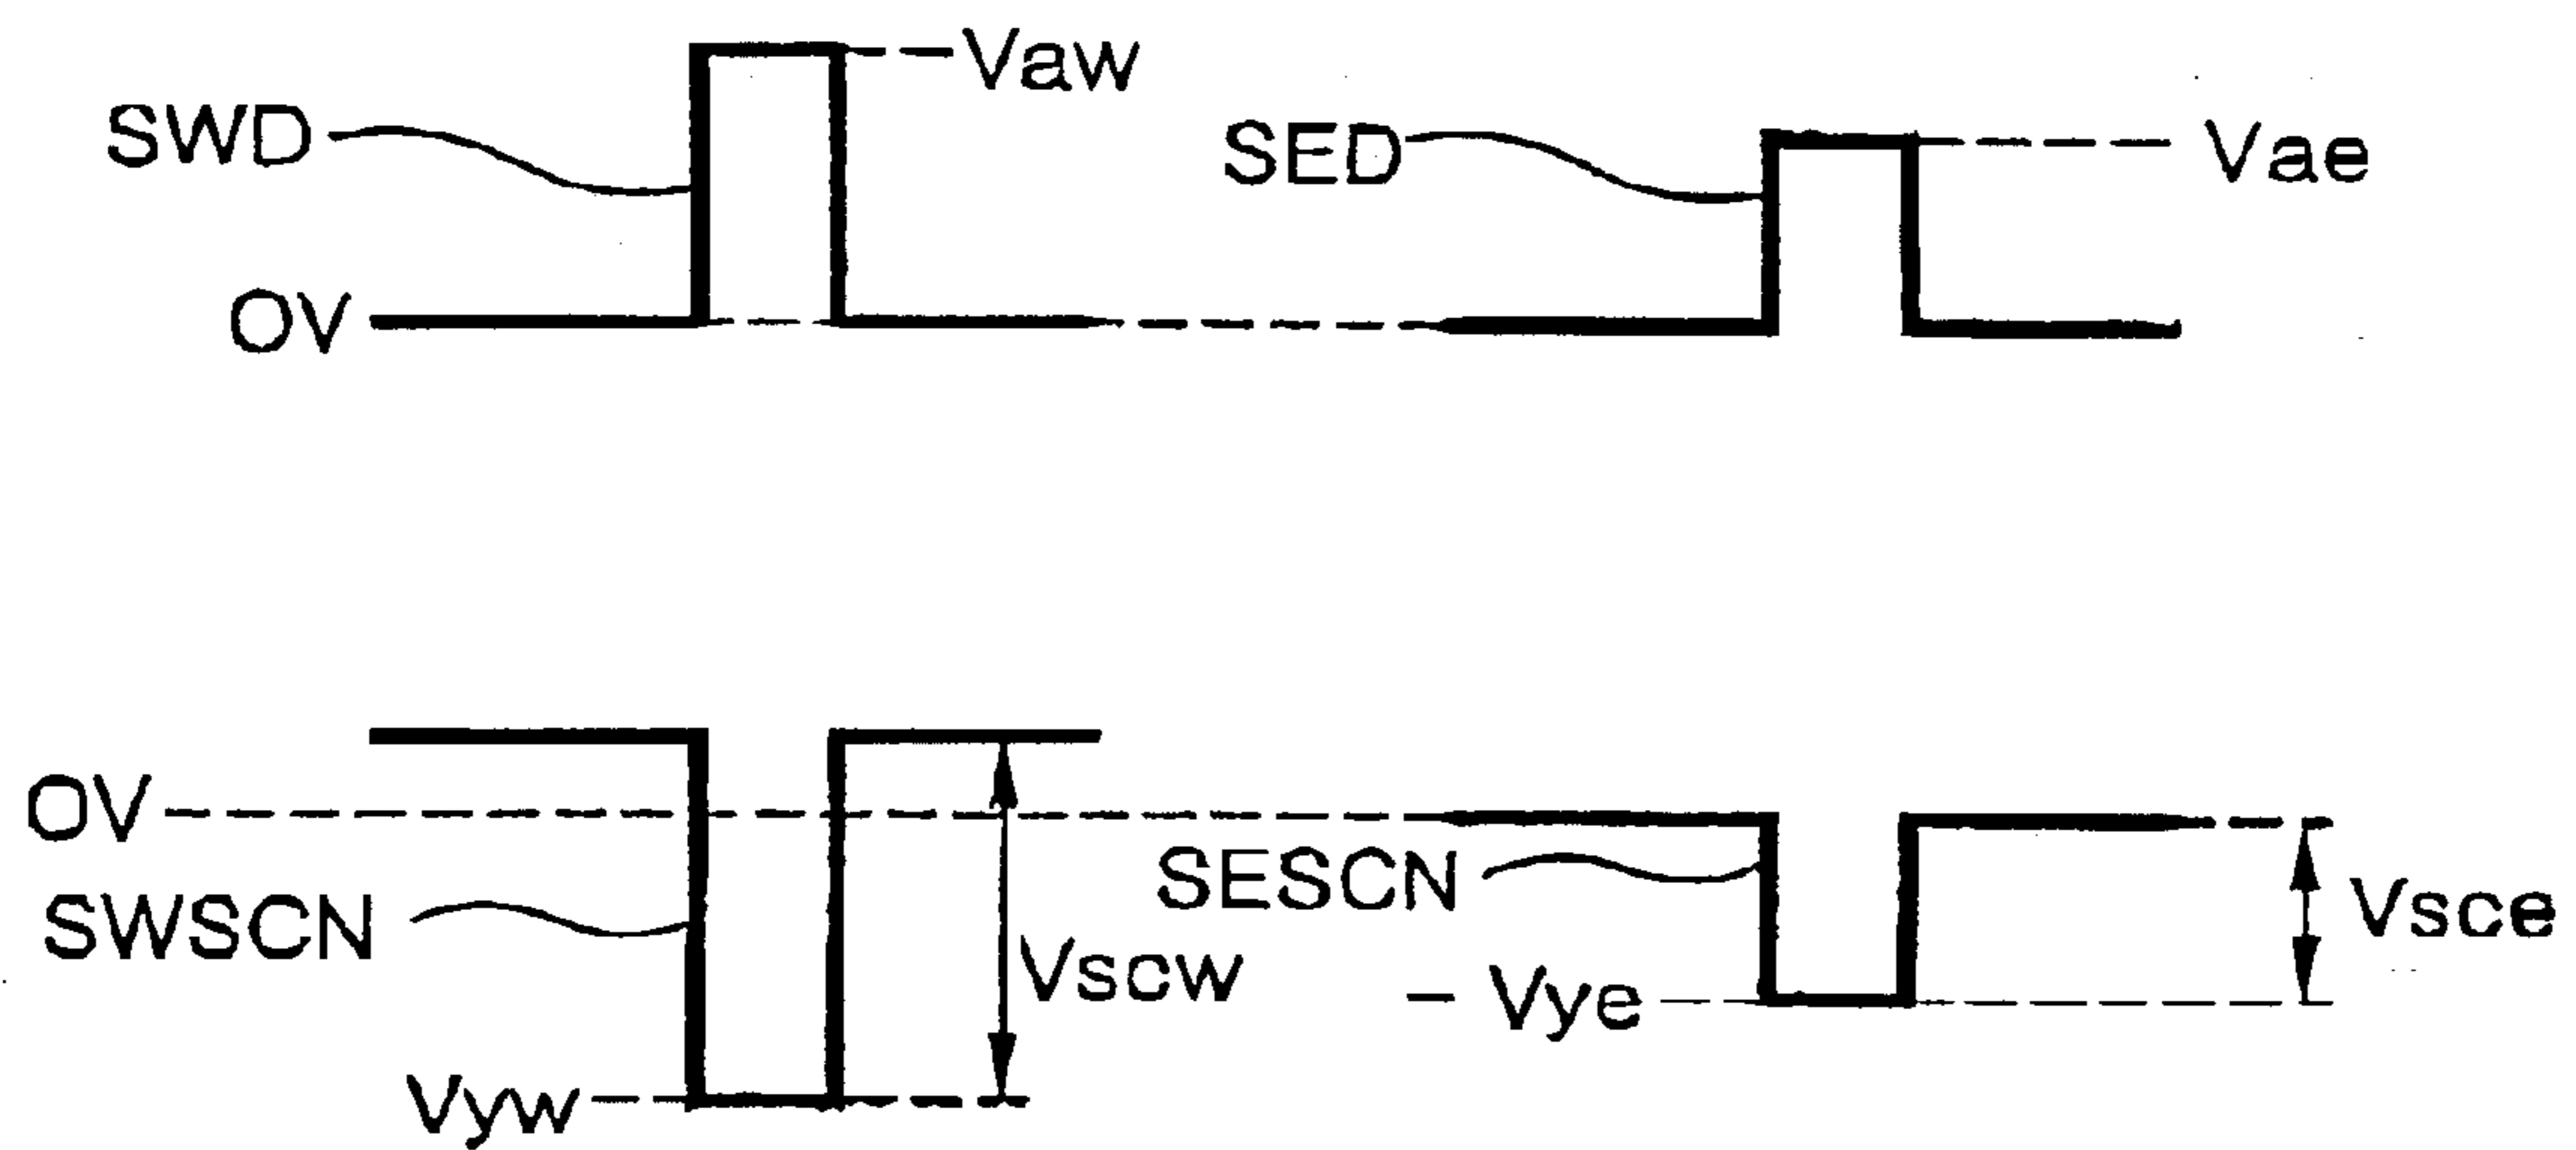 Vaw
SWD
SED
Vae
OV
OV
SESCN
SWSCN
Vscw
Vsce
- Vye
Vyw